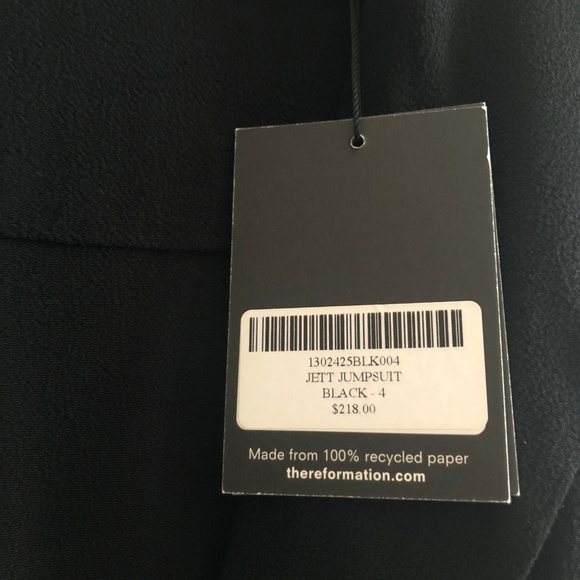 1302425BLK004
JETT JUMPSUIT
BLACK - 4
$218.00
Made from 100% recycled paper
thereformation.com